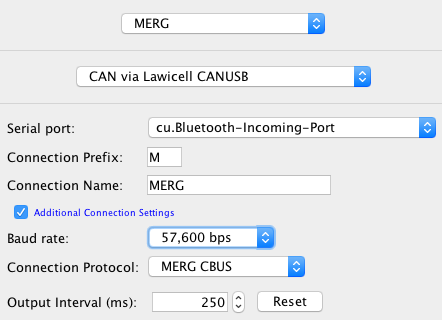 MERG
CAN via Lawicell CANUSB
Serial port: cu.Bluetooth-Incoming-Port
Connection Prefix: M
Connection Name: MERG
Additional Connection Settings
Baud rate: 57,600 bps
Connection Protocol: MERG CBUS
Output Interval (ms): 250 Reset